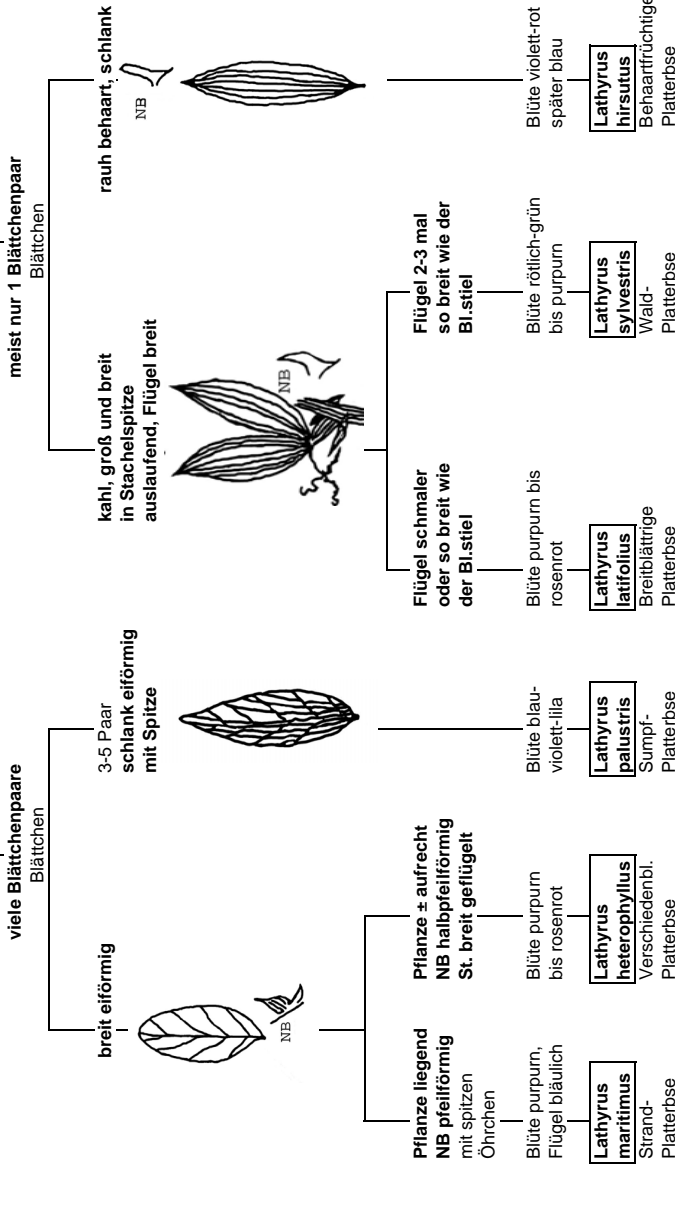 viele Blättchenpaare
Blättchen
meist nur 1 Blättchenpaar
Blättchen
breit eiförmig
3-5 Paar
schlank eiförmig
mit Spitze
kahl, groß und breit
in Stachelspitze
auslaufend, Flügel breit
rauh behaart, schlank
NB
NB
NB
Pflanze liegend
NB pfeilförmig
mit spitzen
Öhrchen
Pflanze ± aufrecht
NB halbpfeilförmig
St. breit geflügelt
Flügel schmaler
oder so breit wie
der Bl.stiel
Flügel 2-3 mal
so breit wie der
Bl.stiel
Blüte purpurn,
Flügel bläulich
Blüte purpurn
bis rosenrot
Blüte blau-
violett-lila
Blüte purpurn bis
rosenrot
Blüte rötlich-grün
bis purpurn
Blüte violett-rot
später blau
Lathyrus
maritimus
Strand-
Platterbse
Lathyrus
heterophyllus
Verschiedenbl.
Platterbse
Lathyrus
palustris
Sumpf-
Platterbse
Lathyrus
latifolius
Breitblättrige
Platterbse
Lathyrus
sylvestris
Wald-
Platterbse
Lathyrus
hirsutus
Behaartfrüchtige
Platterbse